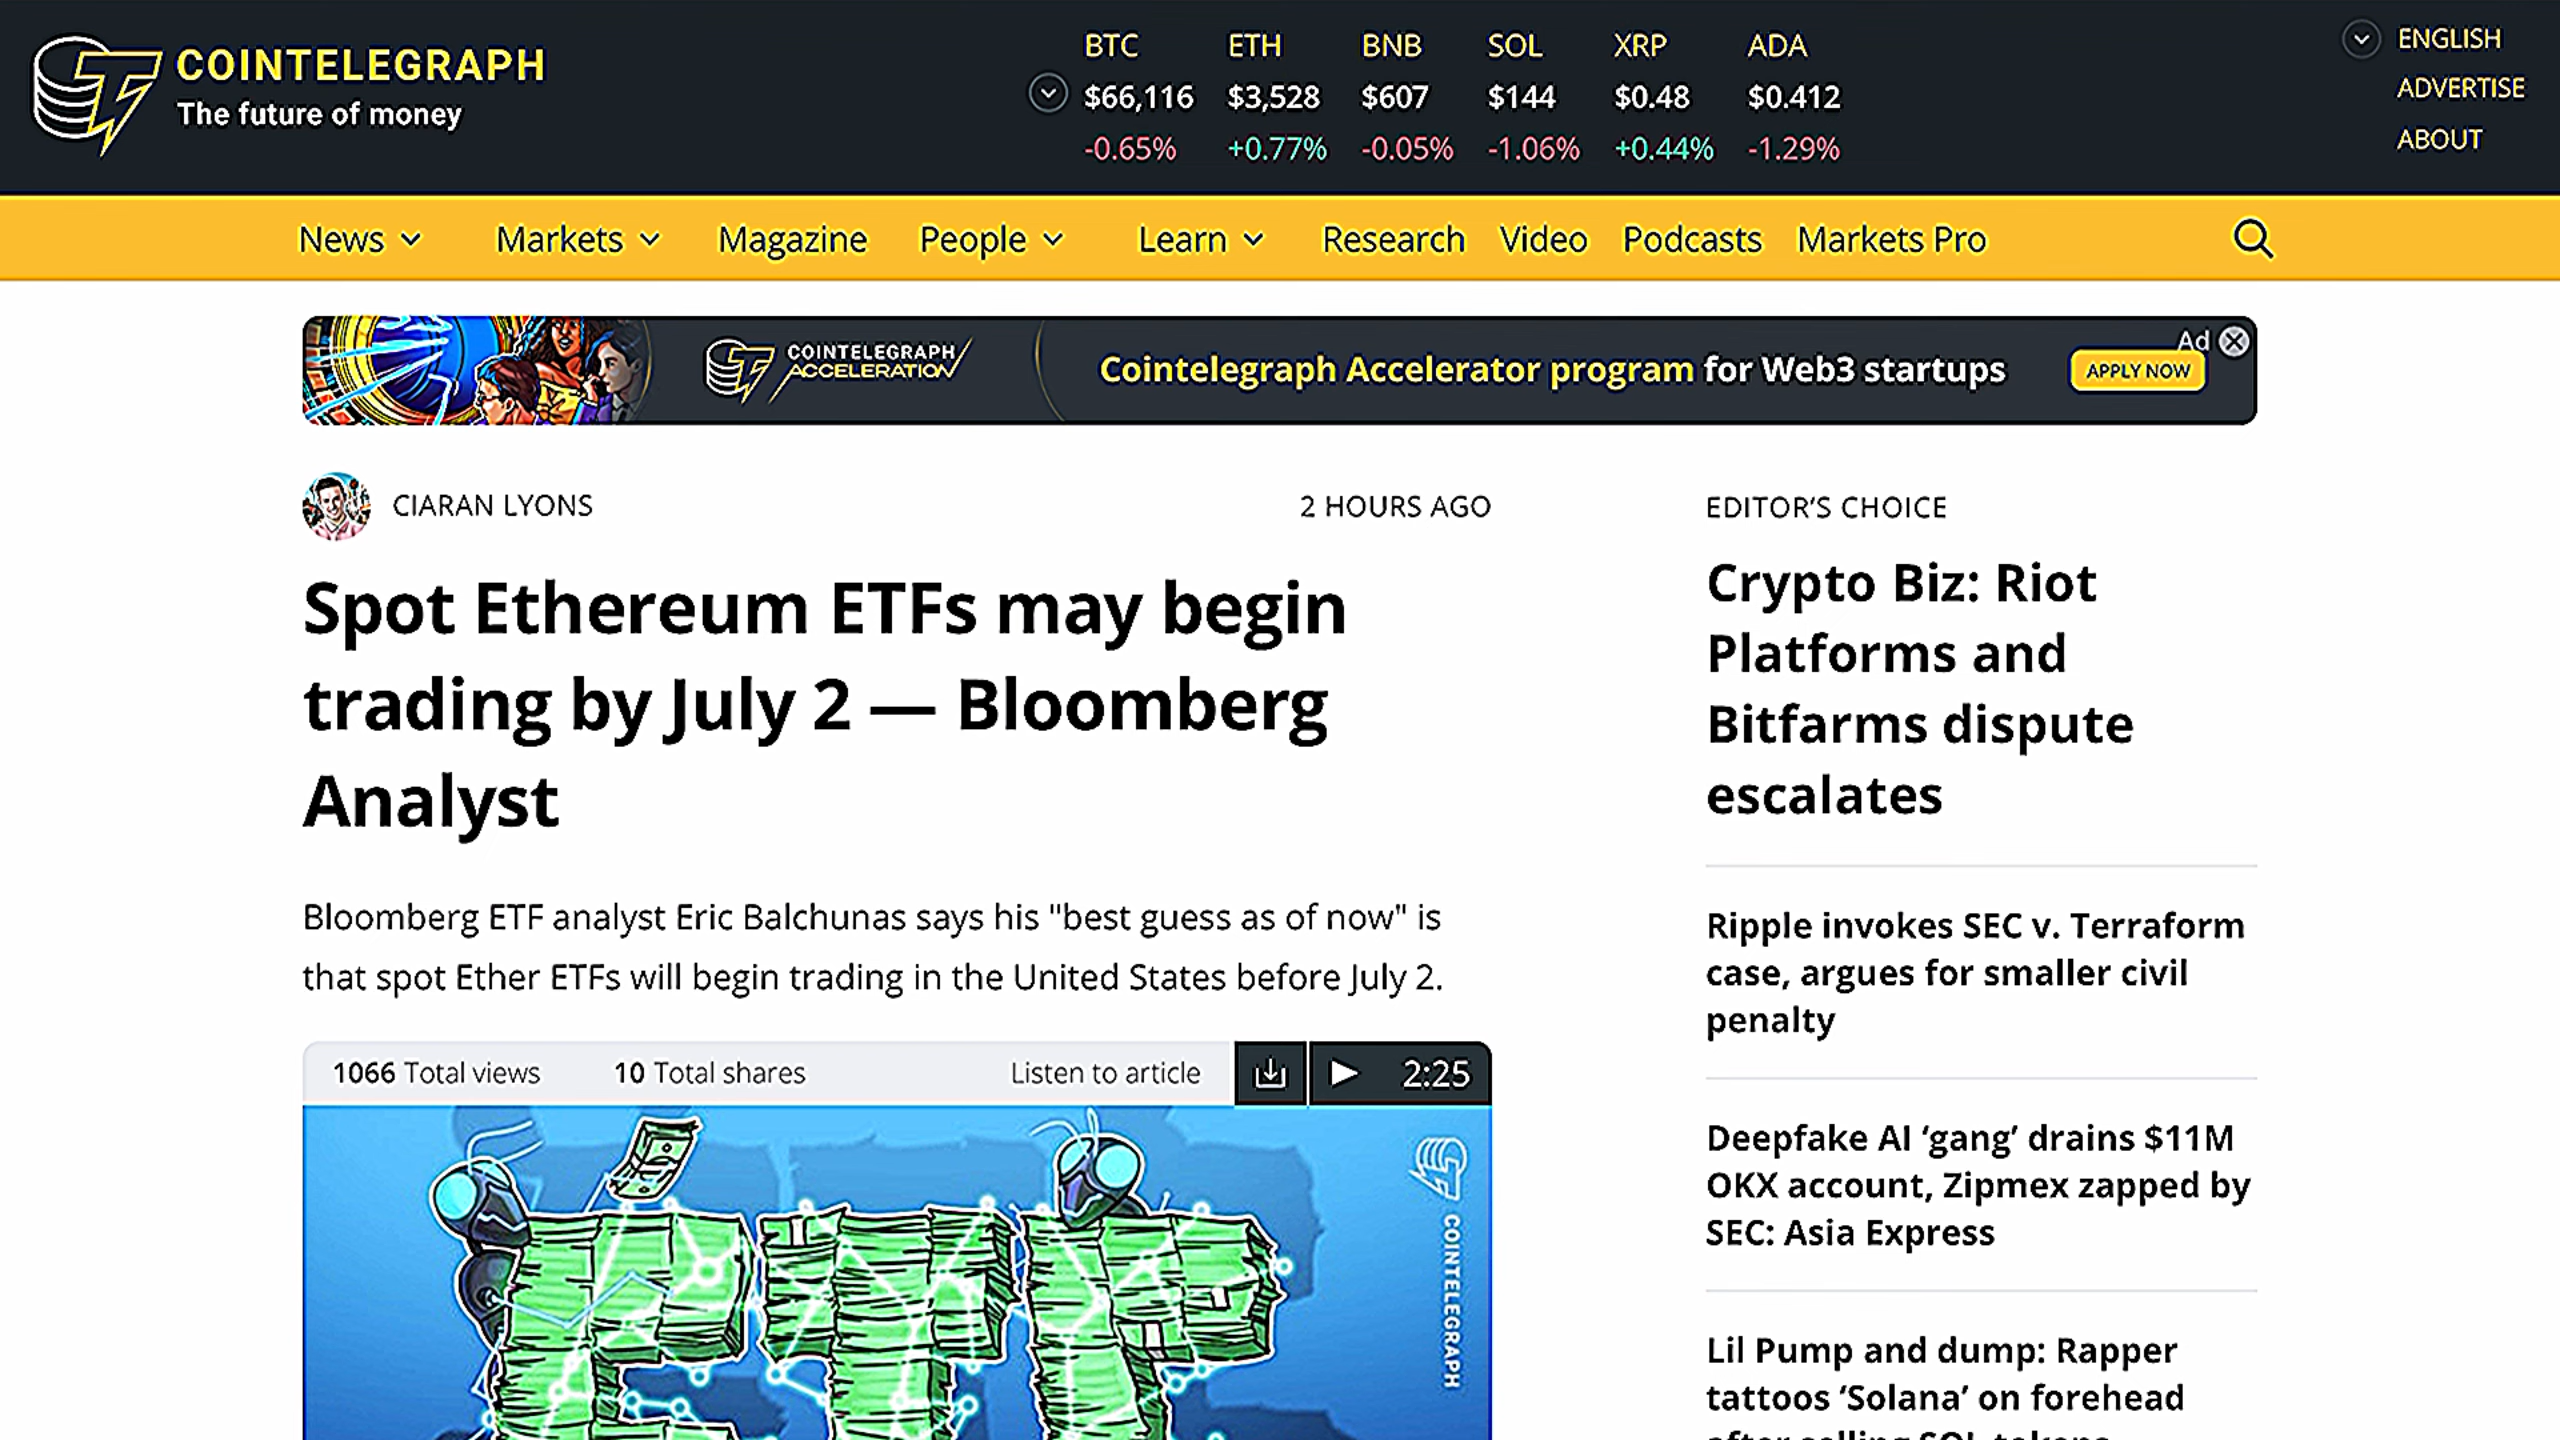 COINTELEGRAPH
The future of money
BTC ETH BNB SOL XRP ADA
$66,116 $3,528 $607 $144 $0.48 $0.412
-0.65% +0.77% -0.05% -1.06% +0.44% -1.29%
ENGLISH
ADVERTISE
ABOUT
News Markets Magazine People Learn Research Video Podcasts Markets Pro
COINTELEGRAPH
ACCELERATION
Cointelegraph Accelerator program for Web3 startups
Ad
APPLY NOW
CIARAN LYONS
2 HOURS AGO
Spot Ethereum ETFs may begin
trading by July 2 — Bloomberg
Analyst
Bloomberg ETF analyst Eric Balchunas says his "best guess as of now" is
that spot Ether ETFs will begin trading in the United States before July 2.
1066 Total views 10 Total shares Listen to article 2:25
ETF
COINTELEGRAPH
EDITOR’S CHOICE
Crypto Biz: Riot
Platforms and
Bitfarms dispute
escalates
Ripple invokes SEC v. Terraform
case, argues for smaller civil
penalty
Deepfake AI ‘gang’ drains $11M
OKX account, Zipmex zapped by
SEC: Asia Express
Lil Pump and dump: Rapper
tattoos ‘Solana’ on forehead
after selling SOL tokens